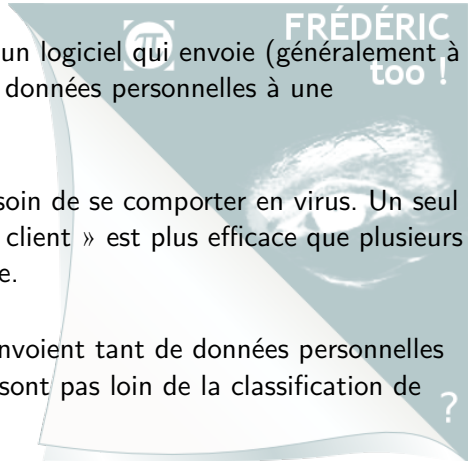 FRÉDÉRIC
too !
un logiciel qui envoie (généralement à
données personnelles à une
soin de se comporter en virus. Un seul
client » est plus efficace que plusieurs
e.
nvoient tant de données personnelles
sont pas loin de la classification de
?